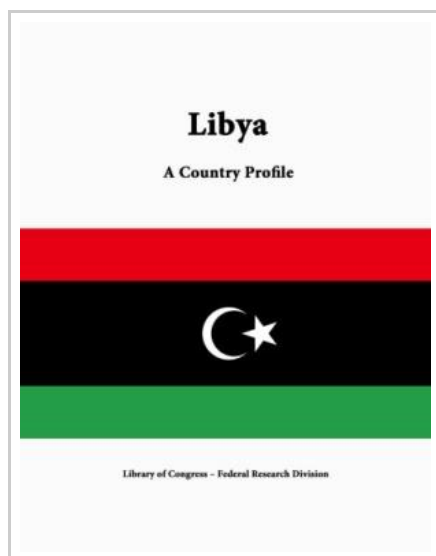 Libya
A Country Profile
Library of Congress – Federal Research Division